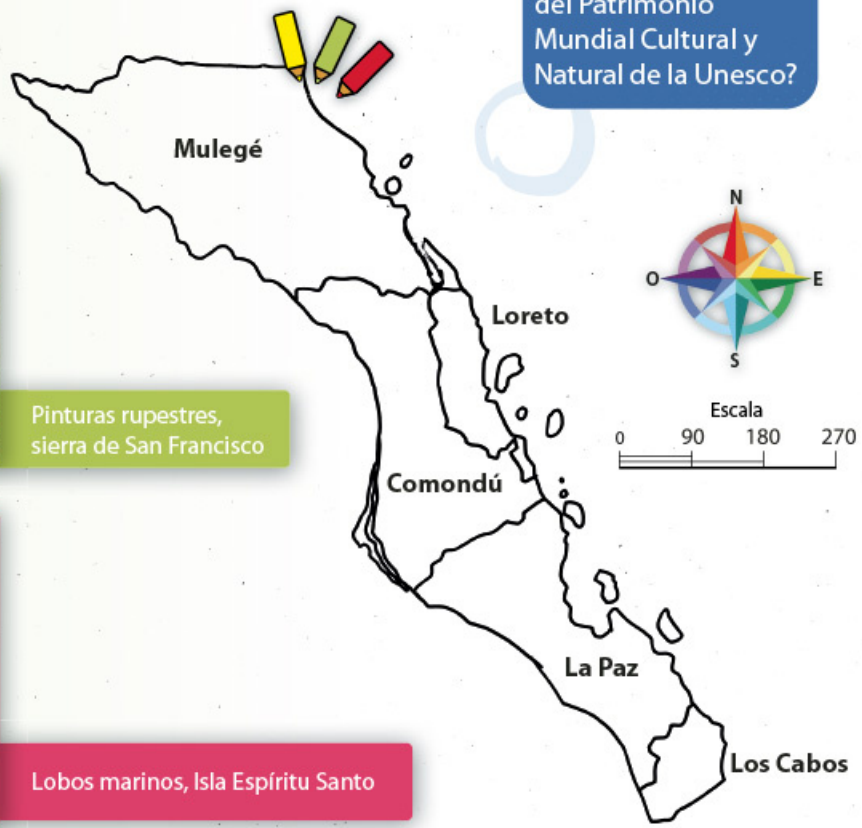 del Patrimonio
Mundial Cultural y
Natural de la Unesco?
Mulegé
N
O
E
S
Loreto
Escala
0 90 180 270
Pinturas rupestres,
sierra de San Francisco
Comondú
La Paz
Los Cabos
Lobos marinos, Isla Espíritu Santo